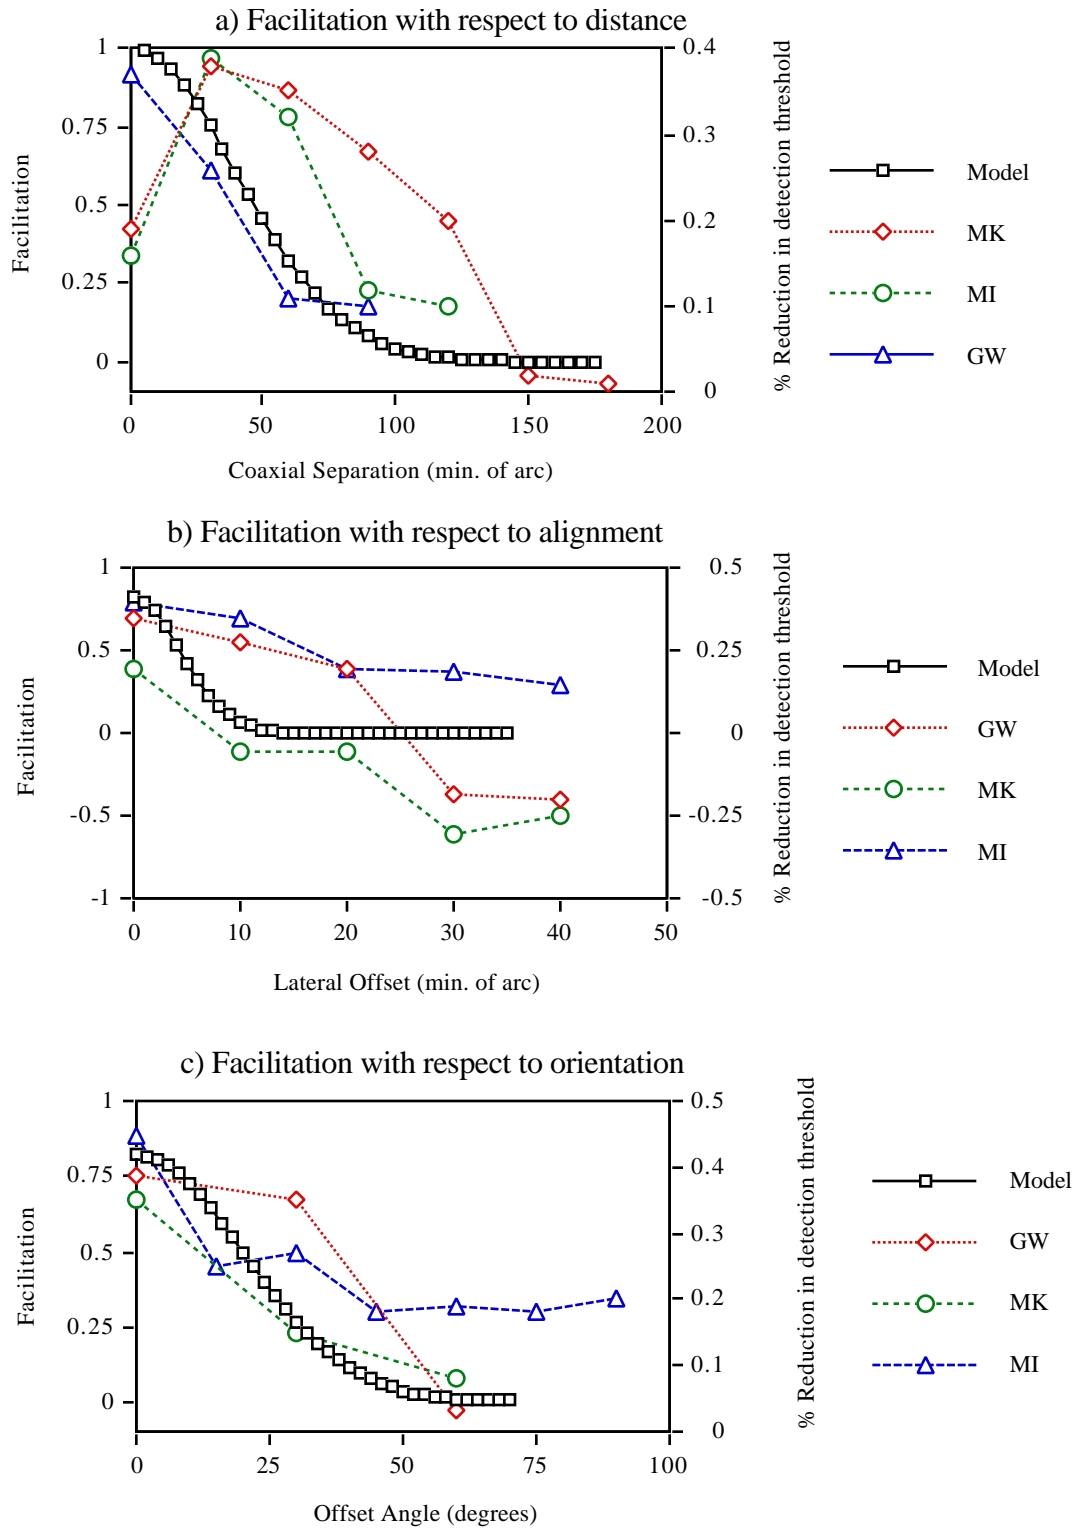 a) Facilitation with respect to distance
1
0.75
0.5
0.25
0
Facilitation
0.4
0.3
0.2
0.1
0
% Reduction in detection threshold
0
50
100
150
200
Coaxial Separation (min. of arc)
Model
MK
MI
GW
b) Facilitation with respect to alignment
1
0.5
0
-0.5
-1
Facilitation
0.5
0.25
0
-0.25
-0.5
% Reduction in detection threshold
0
10
20
30
40
50
Lateral Offset (min. of arc)
Model
GW
MK
MI
c) Facilitation with respect to orientation
1
0.75
0.5
0.25
0
Facilitation
0.5
0.4
0.3
0.2
0.1
0
% Reduction in detection threshold
0
25
50
75
100
Offset Angle (degrees)
Model
GW
MK
MI